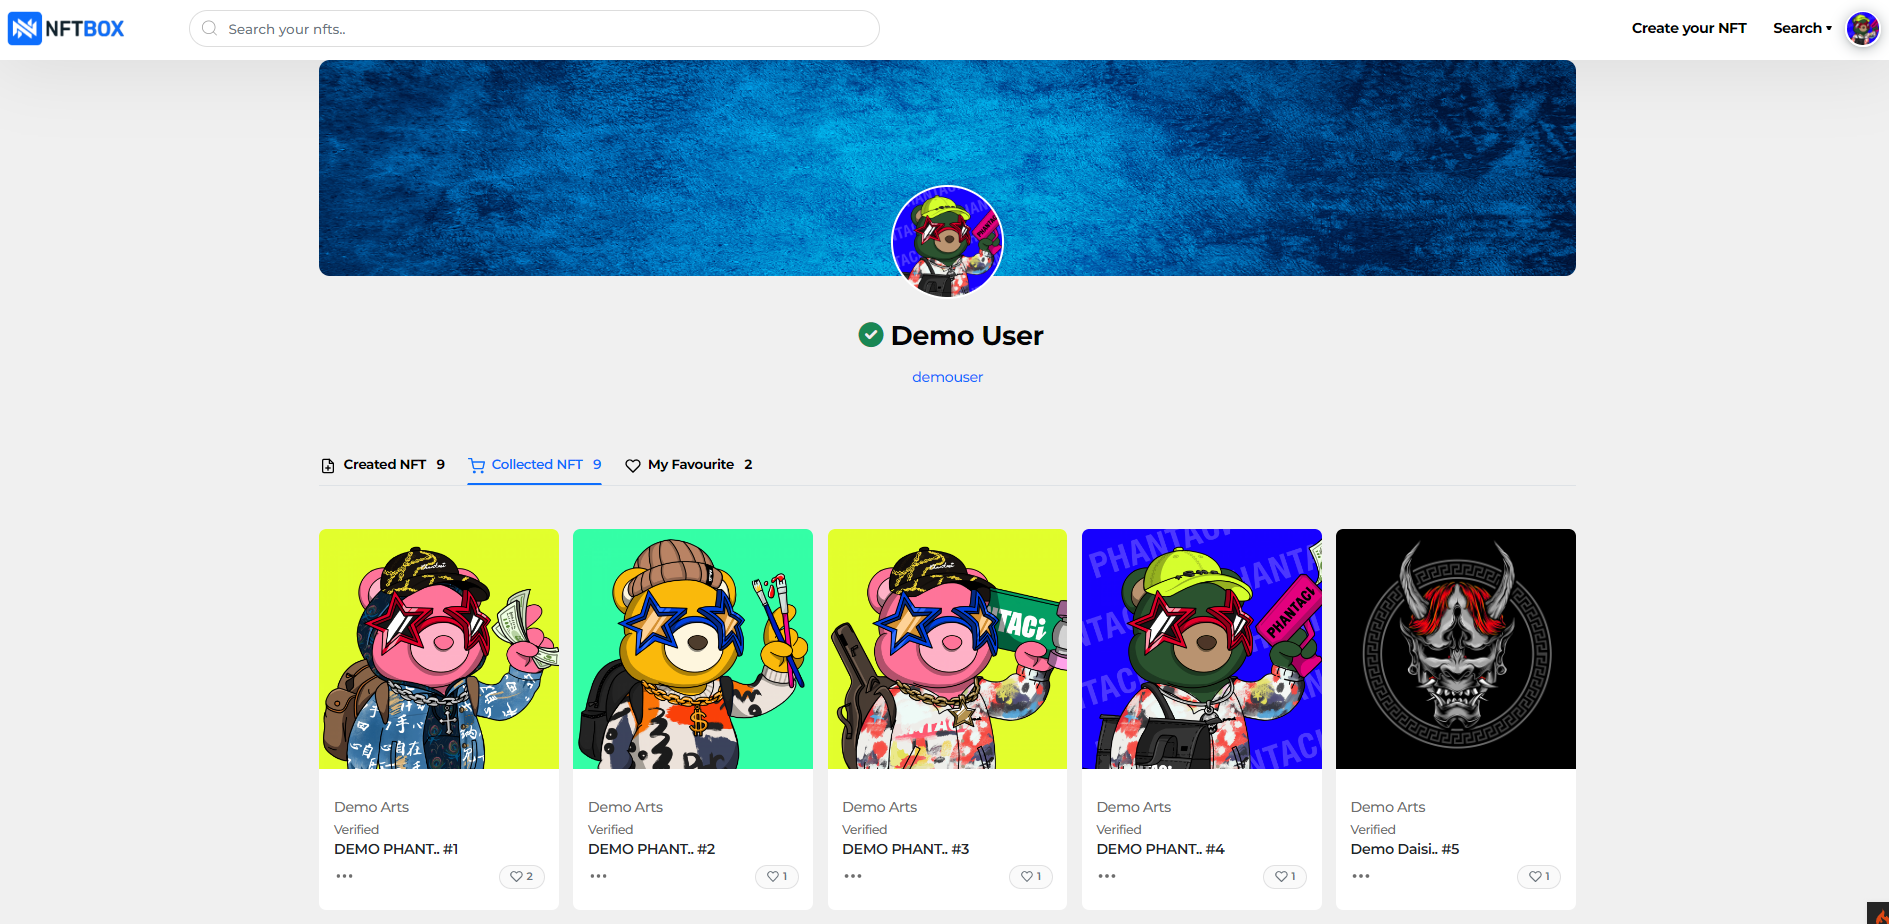 NFTBOX
Search your nfts..
Create your NFT
Search
Demo User
demouser
Created NFT 9
Collected NFT 9
My Favourite 2
PHANTACi
PHANTACi
Demo Arts
Verified
DEMO PHANT.. #1
2
Demo Arts
Verified
DEMO PHANT.. #2
1
Demo Arts
Verified
DEMO PHANT.. #3
1
Demo Arts
Verified
DEMO PHANT.. #4
1
Demo Arts
Verified
Demo Daisi.. #5
1